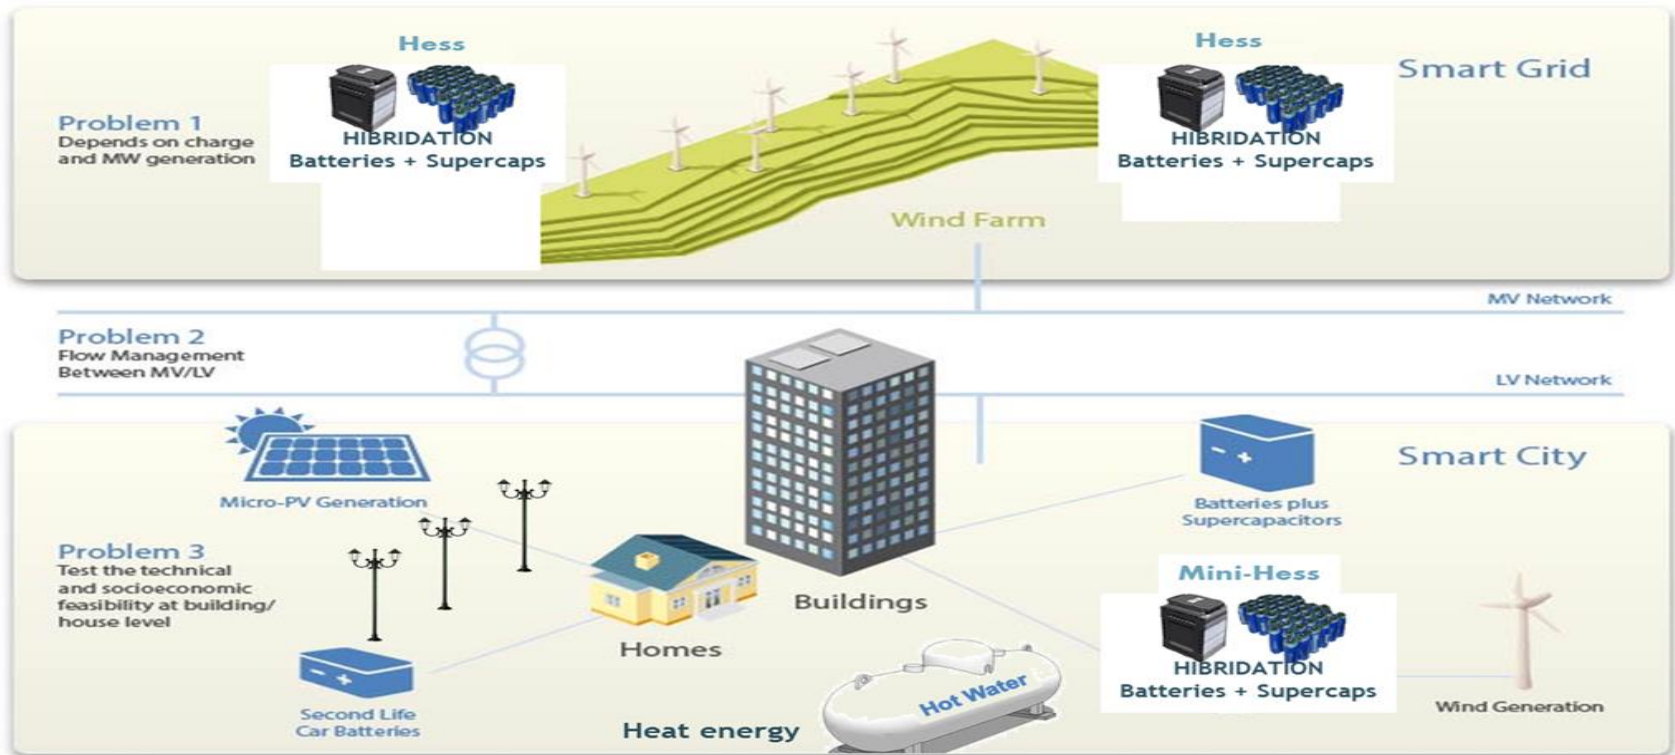 Hess
HIBRIDATION
Batteries + Supercaps
Hess
HIBRIDATION
Batteries + Supercaps
Smart Grid
Problem 1
Depends on charge
and MW generation
Wind Farm
MV Network
Problem 2
Flow Management
Between MV/LV
LV Network
Smart City
Micro-PV Generation
Batteries plus
Supercapacitors
Problem 3
Test the technical
and socioeconomic
feasibility at building/
house level
Mini-Hess
HIBRIDATION
Batteries + Supercaps
Buildings
Homes
Hot Water
Wind Generation
Second Life
Car Batteries
Heat energy